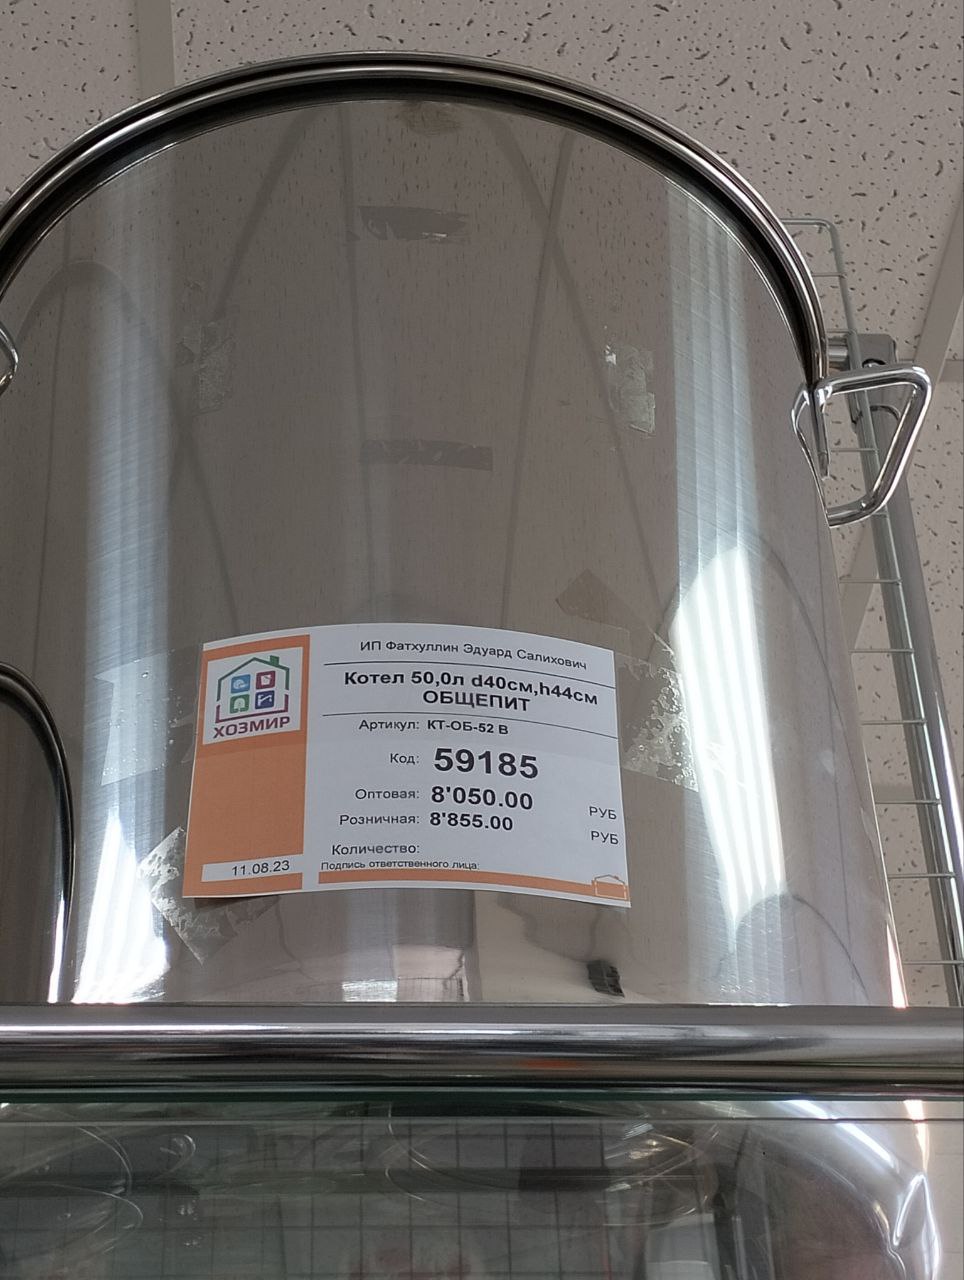 ИП Фатхуллин Эдуард Салихович
Котел 50,0л d40см,h44см
ОБЩЕПИТ
Артикул: КТ-ОБ-52 В
Код: 59185
Оптовая: 8'050.00 РУБ
Розничная: 8'855.00 РУБ
Количество:
Подпись ответственного лица:
ХОЗМИР
11.08.23